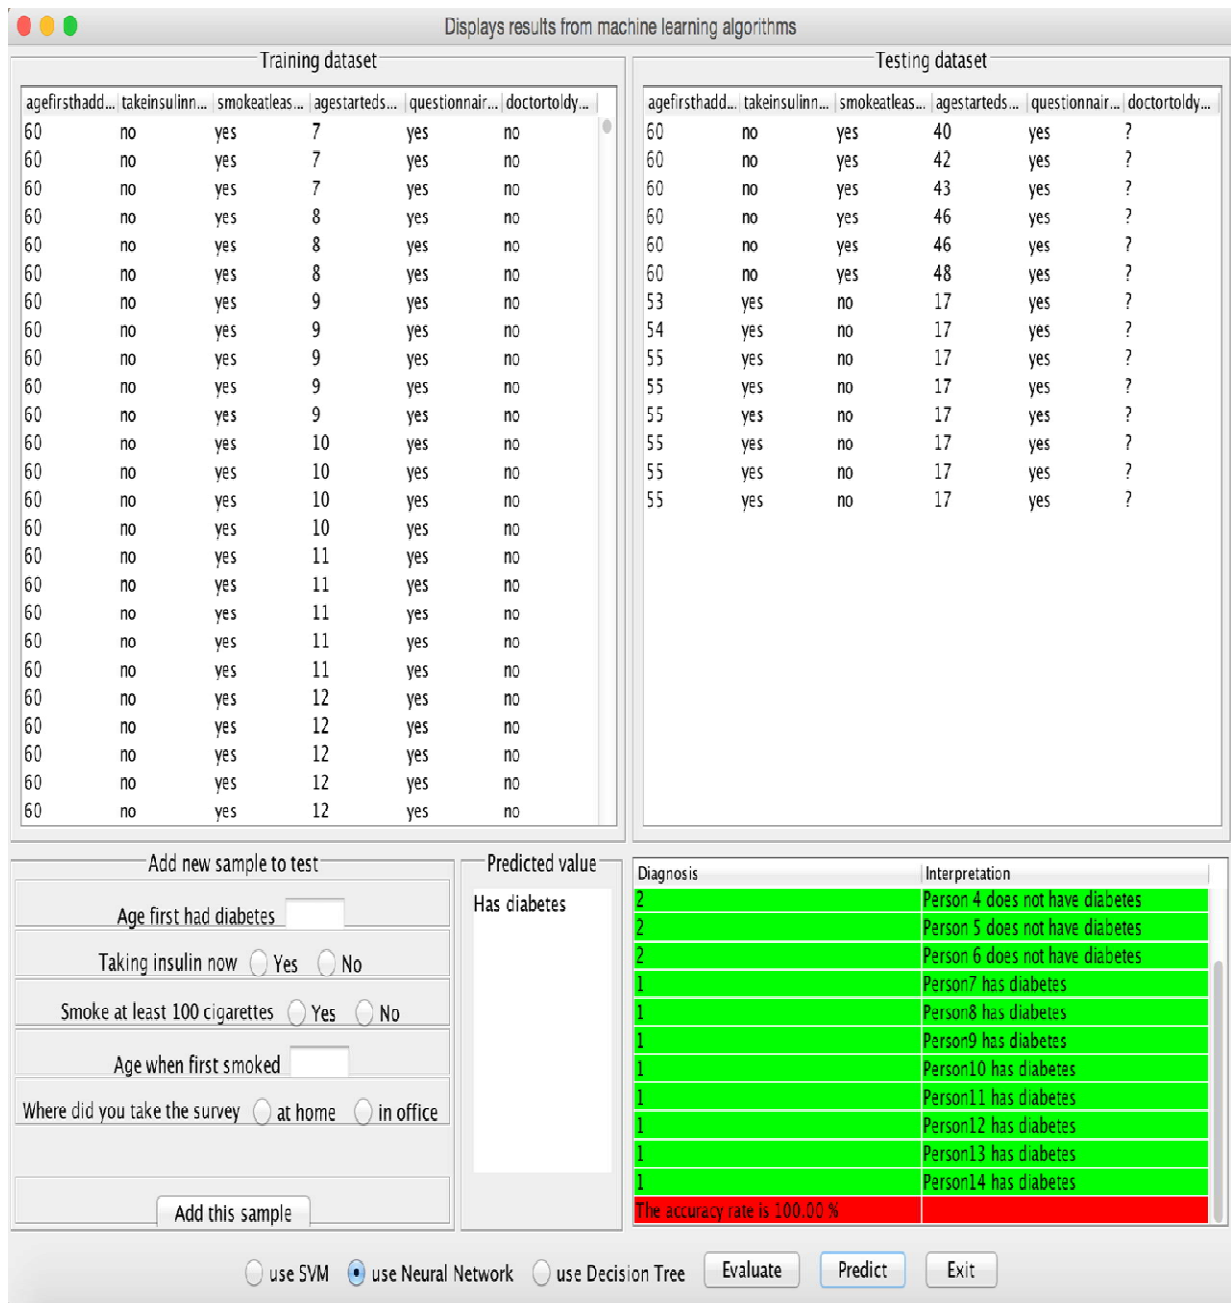 Displays results from machine learning algorithms
Training dataset
agefirsthadd... takeinsulinn... smokeatleas... agestarteds... questionnair... doctortoldy...
60 no yes 7 yes no
60 no yes 7 yes no
60 no yes 7 yes no
60 no yes 8 yes no
60 no yes 8 yes no
60 no yes 8 yes no
60 no yes 9 yes no
60 no yes 9 yes no
60 no yes 9 yes no
60 no yes 9 yes no
60 no yes 9 yes no
60 no yes 10 yes no
60 no yes 10 yes no
60 no yes 10 yes no
60 no yes 10 yes no
60 no yes 11 yes no
60 no yes 11 yes no
60 no yes 11 yes no
60 no yes 11 yes no
60 no yes 11 yes no
60 no yes 12 yes no
60 no yes 12 yes no
60 no yes 12 yes no
60 no yes 12 yes no
60 no yes 12 yes no
Testing dataset
agefirsthadd... takeinsulinn... smokeatleas... agestarteds... questionnair... doctortoldy...
60 no yes 40 yes ?
60 no yes 42 yes ?
60 no yes 43 yes ?
60 no yes 46 yes ?
60 no yes 46 yes ?
60 no yes 48 yes ?
53 yes no 17 yes ?
54 yes no 17 yes ?
55 yes no 17 yes ?
55 yes no 17 yes ?
55 yes no 17 yes ?
55 yes no 17 yes ?
55 yes no 17 yes ?
55 yes no 17 yes ?
Add new sample to test
Age first had diabetes
Taking insulin now Yes No
Smoke at least 100 cigarettes Yes No
Age when first smoked
Where did you take the survey at home in office
Add this sample
Predicted value
Has diabetes
Diagnosis Interpretation
2 Person 4 does not have diabetes
2 Person 5 does not have diabetes
2 Person 6 does not have diabetes
1 Person7 has diabetes
1 Person8 has diabetes
1 Person9 has diabetes
1 Person10 has diabetes
1 Person11 has diabetes
1 Person12 has diabetes
1 Person13 has diabetes
1 Person14 has diabetes
The accuracy rate is 100.00 %
use SVM use Neural Network use Decision Tree Evaluate Predict Exit